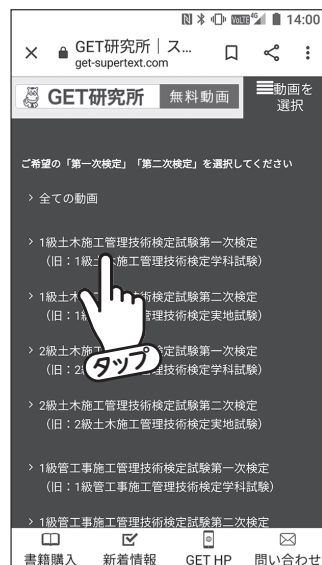 14:00
GET研究所｜ス...
get-supertext.com
GET研究所 無料動画
動画を
選択
ご希望の「第一次検定」「第二次検定」を選択してください
全ての動画
1級土木施工管理技術検定試験第一次検定
（旧：1級土木施工管理技術検定学科試験）
1級土木 定試験第二次検定
（旧：1級 管理技術検定実地試験）
2級土木施工 定試験第一次検定
（旧：2級 施工管理技術検定学科試験）
タップ
2級土木施工管理技術検定試験第二次検定
（旧：2級土木施工管理技術検定実地試験）
1級管工事施工管理技術検定試験第一次検定
（旧：1級管工事施工管理技術検定学科試験）
1級管工事施工管理技術検定試験第二次検定
書籍購入 新着情報 GET HP 問い合わせ